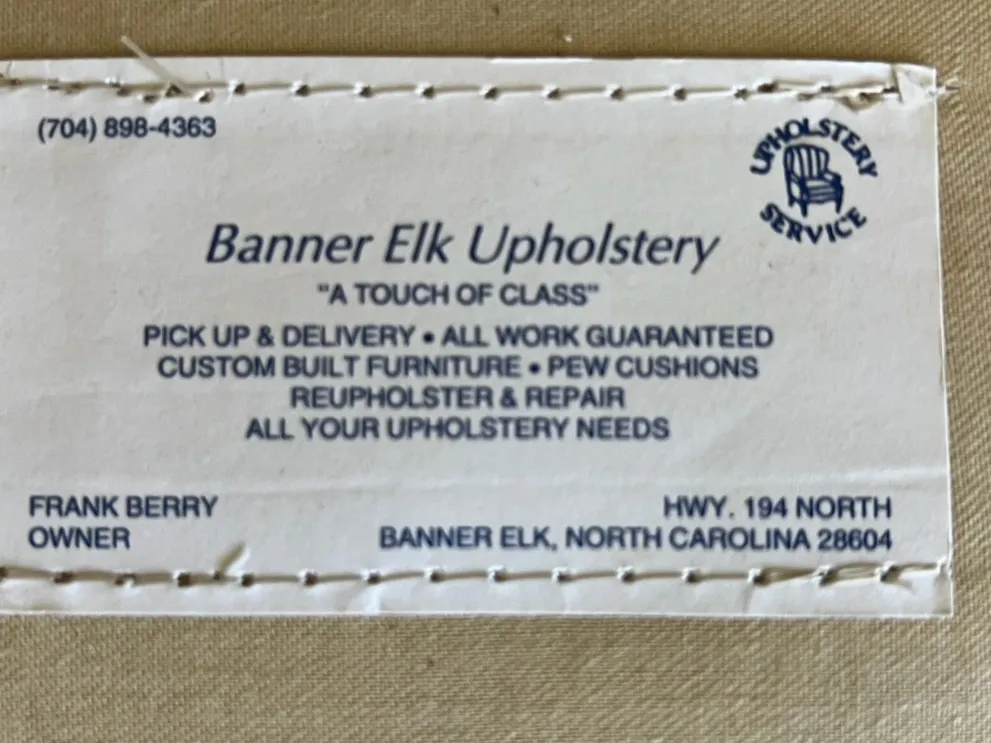 (704) 898-4363
UPHOLSTERY
SERVICE
Banner Elk Upholstery
"A TOUCH OF CLASS"
PICK UP & DELIVERY • ALL WORK GUARANTEED
CUSTOM BUILT FURNITURE • PEW CUSHIONS
REUPHOLSTER & REPAIR
ALL YOUR UPHOLSTERY NEEDS
FRANK BERRY
OWNER
HWY. 194 NORTH
BANNER ELK, NORTH CAROLINA 28604